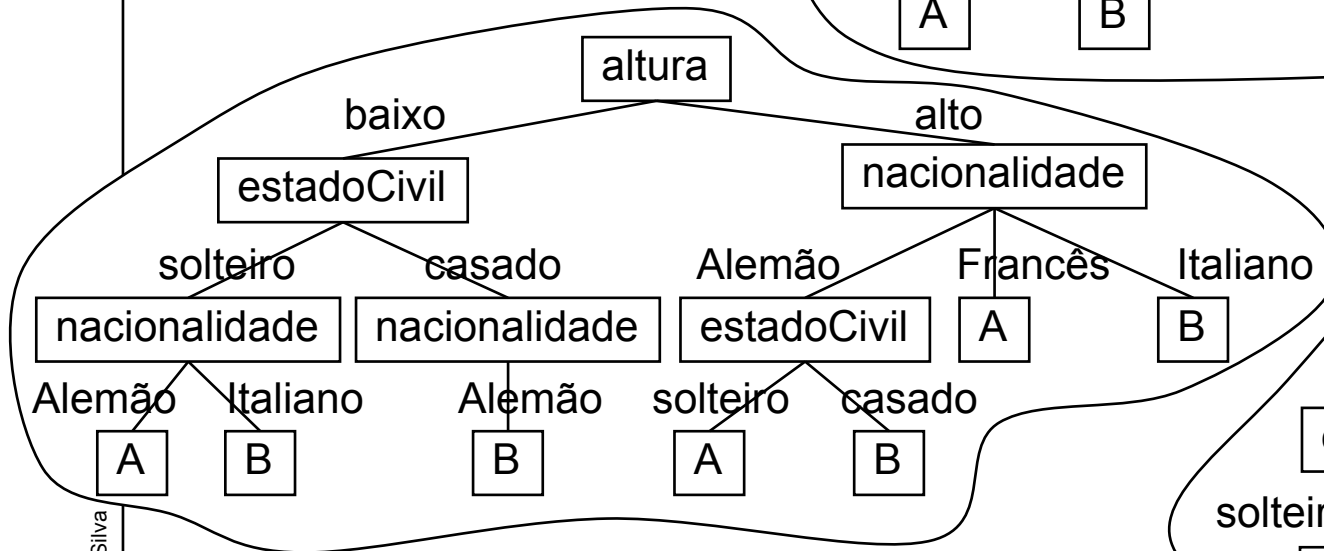 A B
altura
baixo alto
estadoCivil nacionalidade
solteiro casado Alemão Francês Italiano
nacionalidade nacionalidade estadoCivil A B
Alemão Italiano Alemão solteiro casado
A B B A B
solteir
Silva